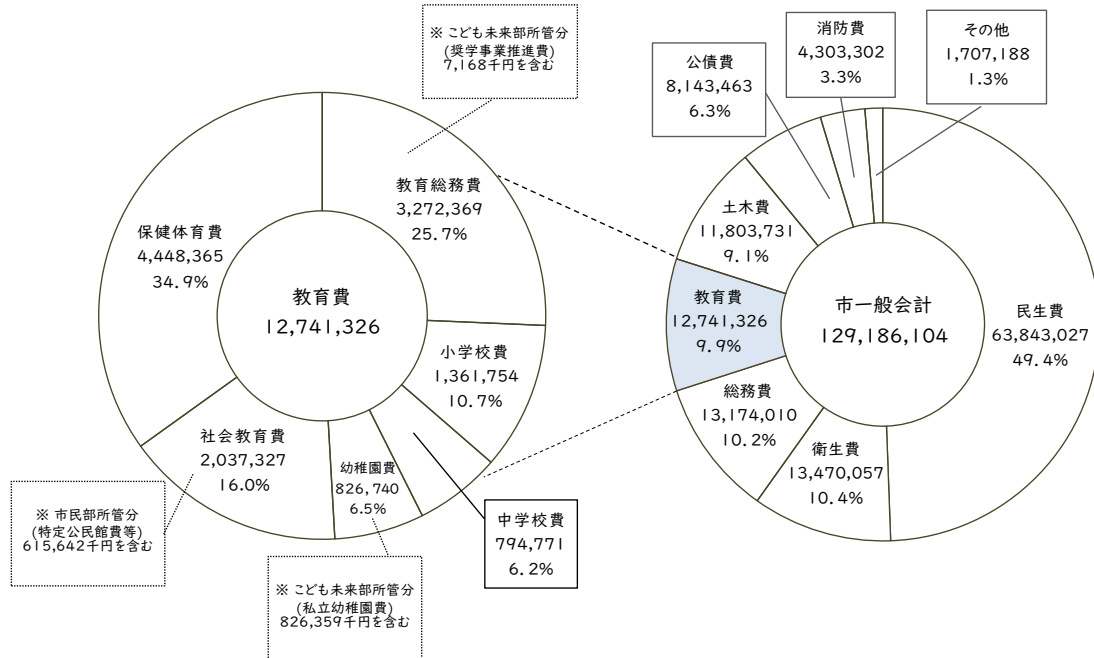 ※ こども未来部所管分
(奨学事業推進費)
7,168千円を含む
教育総務費
3,272,369
25.7%
保健体育費
4,448,365
34.9%
教育費
12,741,326
小学校費
1,361,754
10.7%
社会教育費
2,037,327
16.0%
幼稚園費
826,740
6.5%
中学校費
794,771
6.2%
※ 市民部所管分
(特定公民館費等)
615,642千円を含む
※ こども未来部所管分
(私立幼稚園費)
826,359千円を含む
公債費
8,143,463
6.3%
消防費
4,303,302
3.3%
その他
1,707,188
1.3%
土木費
11,803,731
9.1%
教育費
12,741,326
9.9%
市一般会計
129,186,104
民生費
63,843,027
49.4%
総務費
13,174,010
10.2%
衛生費
13,470,057
10.4%